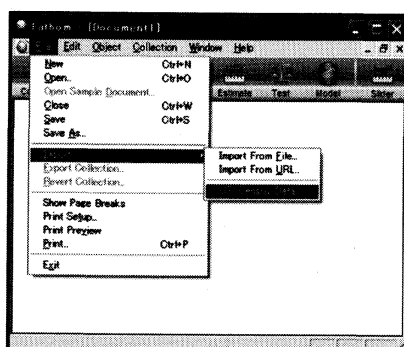 Fathom - [Document1]
File Edit Object Collection Window Help
New Ctrl+N
Open... Ctrl+O
Open Sample Document...
Close Ctrl+W
Save Ctrl+S
Save As...
Export Collection...
Revert Collection...
Show Page Breaks
Print Setup...
Print Preview
Print... Ctrl+P
Exit
Import From File...
Import From URL...
Estimate Test Model Slider